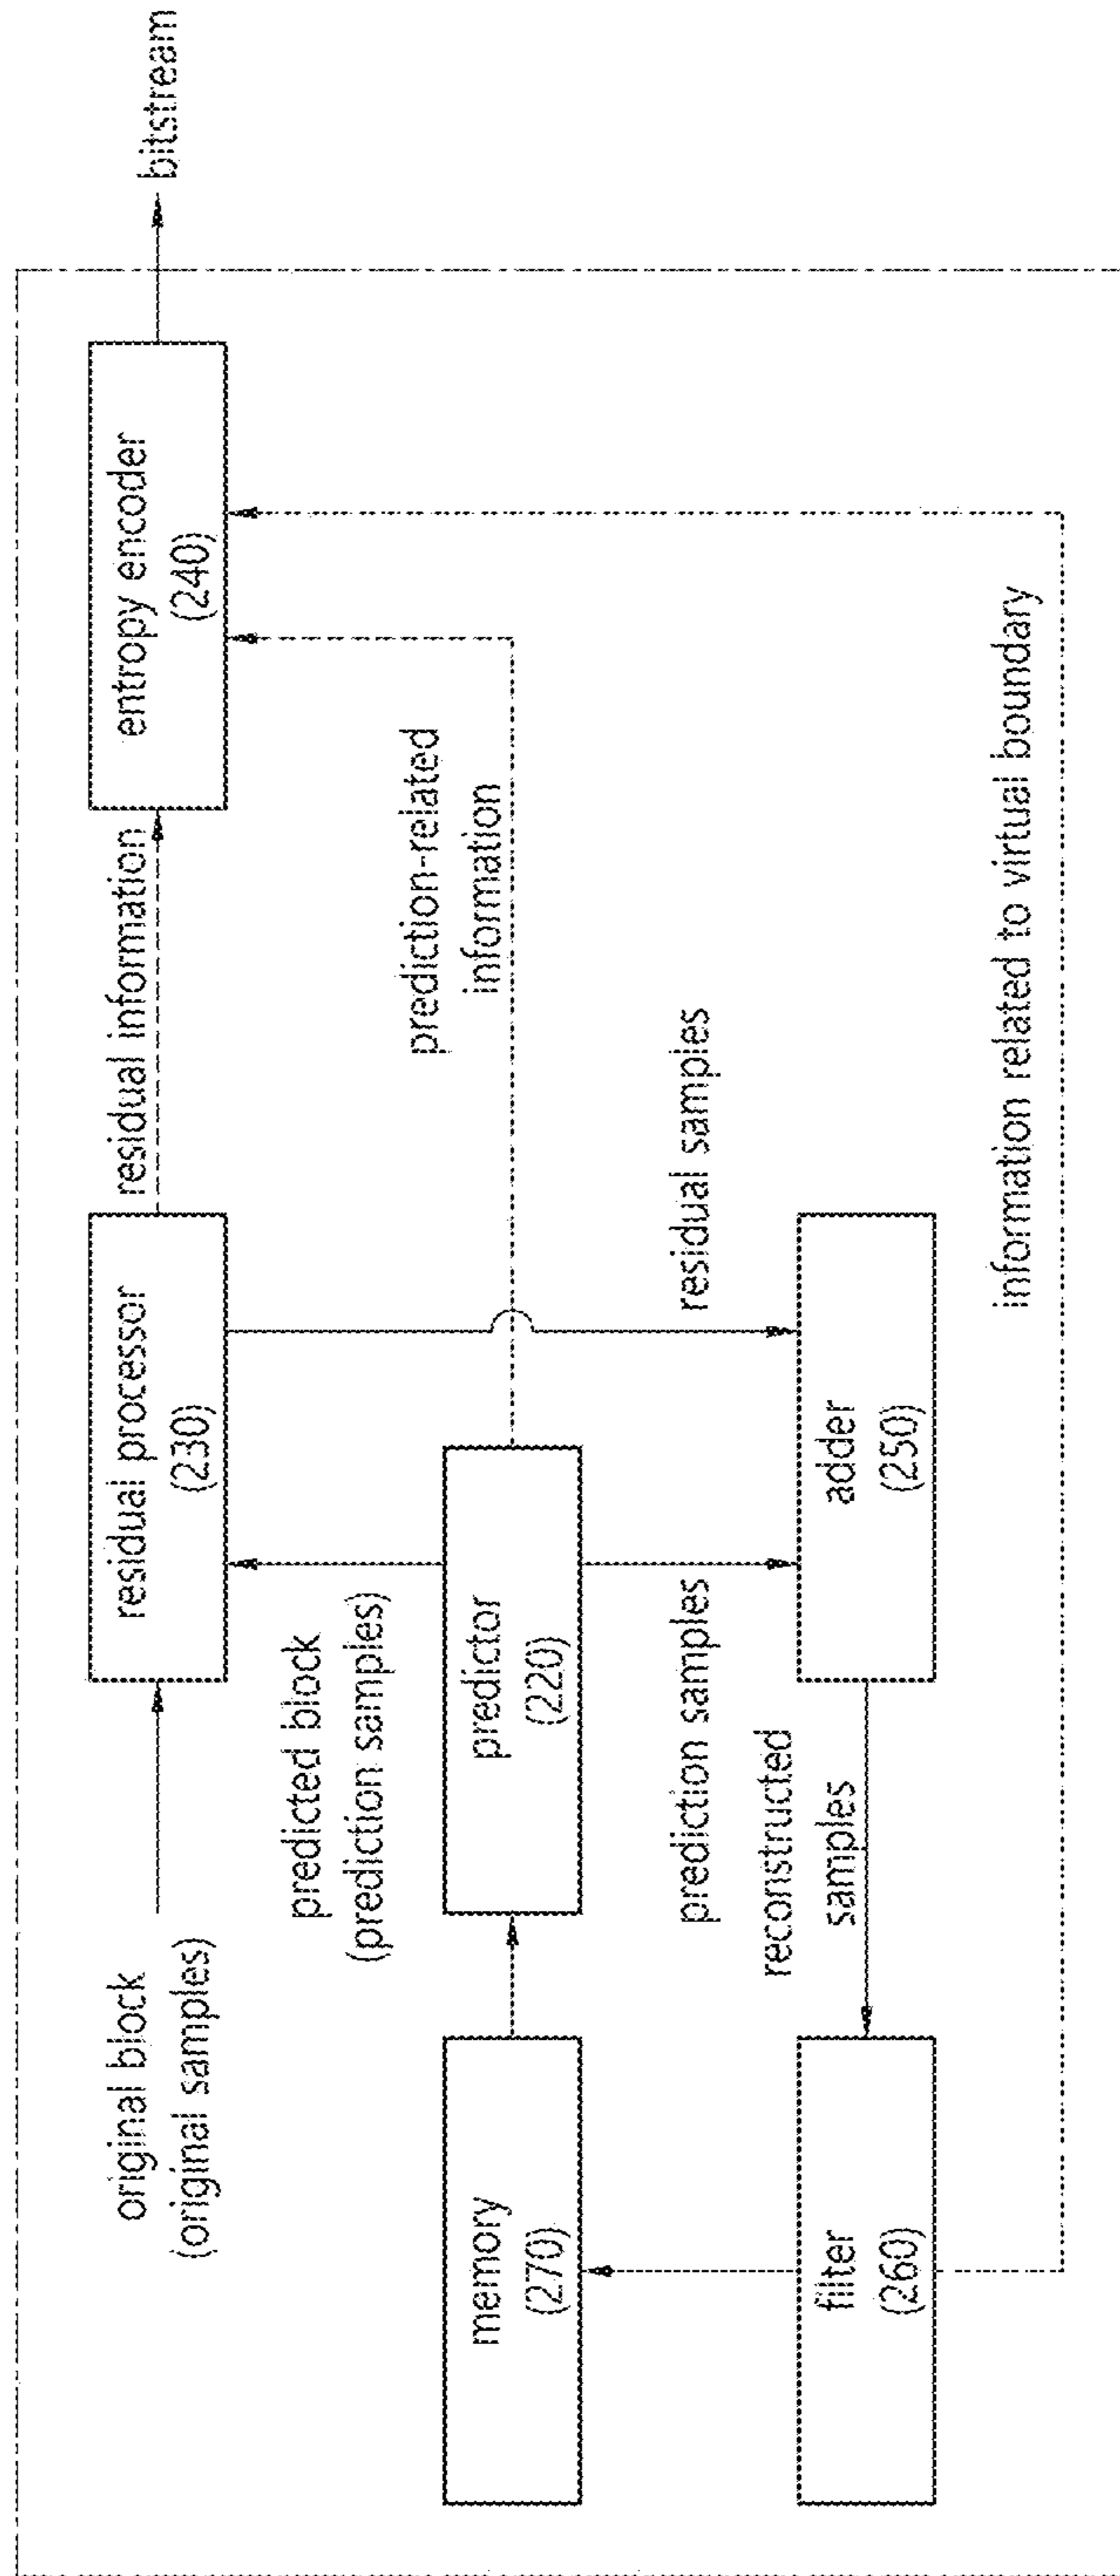 original block
(original samples)
residual processor
(230)
residual information
entropy encoder
(240)
bitstream
predicted block
(prediction samples)
prediction-related
information
memory
(270)
predictor
(220)
prediction samples
residual samples
reconstructed
samples
filter
(260)
adder
(250)
information related to virtual boundary